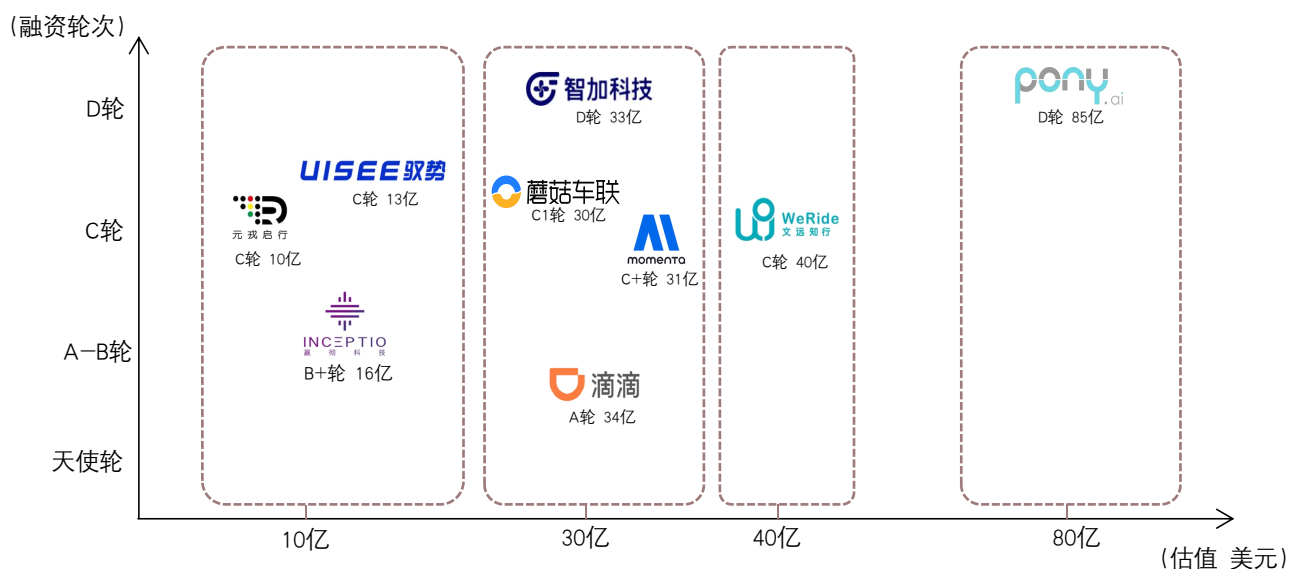 (融资轮次)
D轮
智加科技
D轮 33亿
pony.ai
D轮 85亿
UISEE驭势
C轮 13亿
C轮
元戎启行
C轮 10亿
蘑菇车联
C1轮 30亿
momenta
C+轮 31亿
WeRide
文远知行
C轮 40亿
A-B轮
INCEPTIO
嬴彻科技
B+轮 16亿
滴滴
A轮 34亿
天使轮
10亿
30亿
40亿
80亿
(估值 美元)